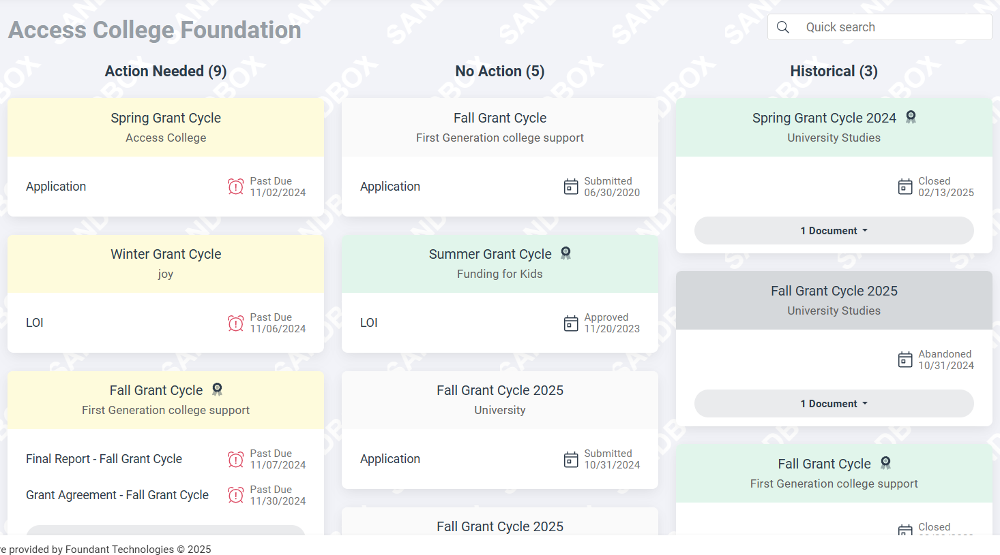 Access College Foundation
Quick search
Action Needed (9)
Spring Grant Cycle
Access College
Application
Past Due
11/02/2024
Winter Grant Cycle
joy
LOI
Past Due
11/06/2024
Fall Grant Cycle
First Generation college support
Final Report - Fall Grant Cycle
Past Due
11/07/2024
Grant Agreement - Fall Grant Cycle
Past Due
11/30/2024
No Action (5)
Fall Grant Cycle
First Generation college support
Application
Submitted
06/30/2020
Summer Grant Cycle
Funding for Kids
LOI
Approved
11/20/2023
Fall Grant Cycle 2025
University
Application
Submitted
10/31/2024
Fall Grant Cycle 2025
Historical (3)
Spring Grant Cycle 2024
University Studies
Closed
02/13/2025
1 Document
Fall Grant Cycle 2025
University Studies
Abandoned
10/31/2024
1 Document
Fall Grant Cycle
First Generation college support
Closed
provided by Foundant Technologies © 2025